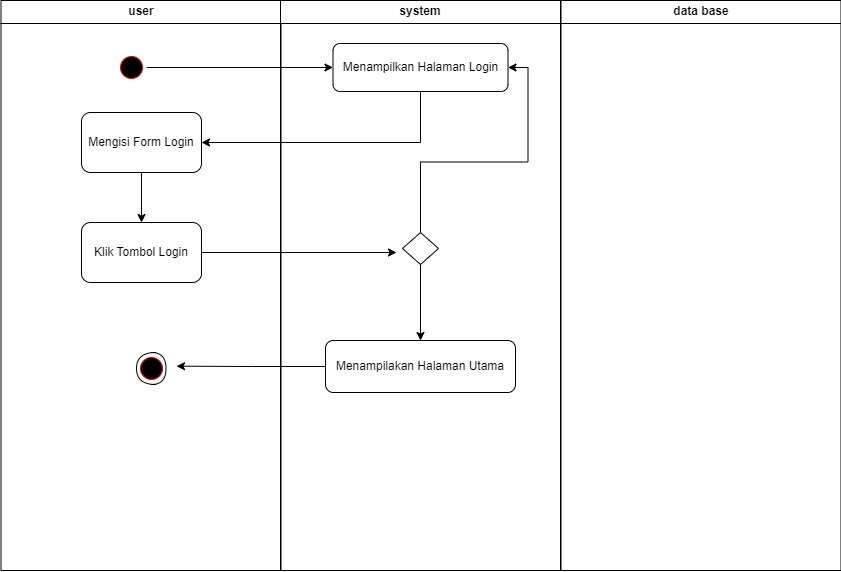 user
system
data base
Menampilkan Halaman Login
Mengisi Form Login
Klik Tombol Login
Menampilakan Halaman Utama